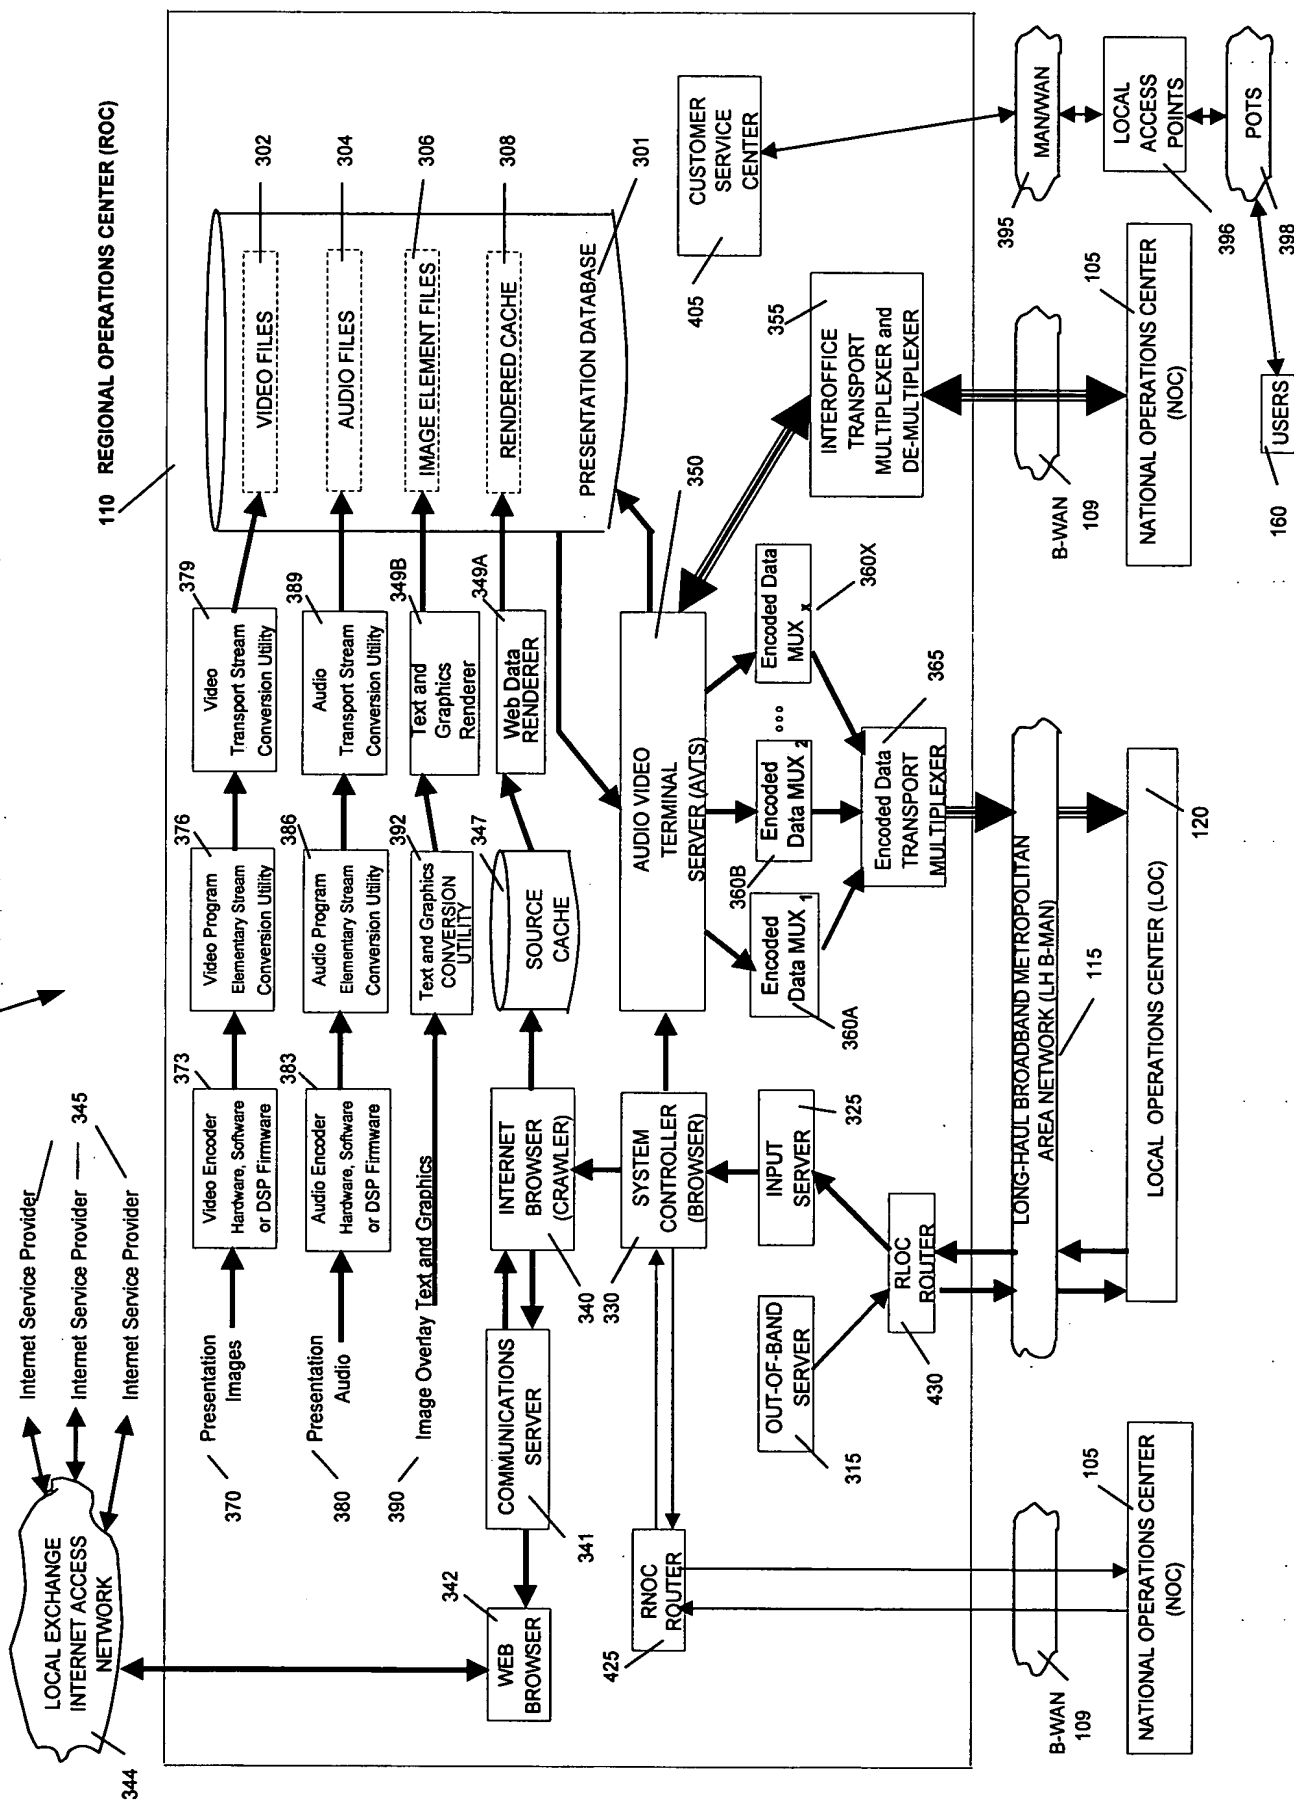 110 REGIONAL OPERATIONS CENTER (ROC)
LOCAL EXCHANGE
INTERNET ACCESS
NETWORK
344
Internet Service Provider
Internet Service Provider
Internet Service Provider
345
370
Presentation
Images
373
Video Encoder
Hardware, Software
or DSP Firmware
376
Video Program
Elementary Stream
Conversion Utility
379
Video
Transport Stream
Conversion Utility
VIDEO FILES
302
380
Presentation
Audio
383
Audio Encoder
Hardware, Software
or DSP Firmware
386
Audio Program
Elementary Stream
Conversion Utility
389
Audio
Transport Stream
Conversion Utility
AUDIO FILES
304
390
Image Overlay Text and Graphics
392
Text and Graphics
CONVERSION
UTILITY
349B
Text and
Graphics
Renderer
IMAGE ELEMENT FILES
306
342
WEB
BROWSER
COMMUNICATIONS
SERVER
341
INTERNET
BROWSER
(CRAWLER)
340
347
SOURCE
CACHE
349A
Web Data
RENDERER
RENDERED CACHE
308
PRESENTATION DATABASE
301
RNOC
ROUTER
425
330
SYSTEM
CONTROLLER
(BROWSER)
AUDIO VIDEO
TERMINAL
SERVER (AVTS)
350
CUSTOMER
SERVICE
CENTER
405
OUT-OF-BAND
SERVER
315
INPUT
SERVER
325
Encoded
Data MUX 1
360A
Encoded
Data MUX 2
360B
Encoded Data
MUX x
360X
INTEROFFICE
TRANSPORT
MULTIPLEXER and
DE-MULTIPLEXER
355
RLOC
ROUTER
430
Encoded Data
TRANSPORT
MULTIPLEXER
365
B-WAN
109
LONG-HAUL BROADBAND METROPOLITAN
AREA NETWORK (LH B-MAN)
115
B-WAN
109
MAN/WAN
395
NATIONAL OPERATIONS CENTER
(NOC)
105
LOCAL OPERATIONS CENTER (LOC)
120
NATIONAL OPERATIONS CENTER
(NOC)
105
LOCAL
ACCESS
POINTS
396
POTS
398
USERS
160